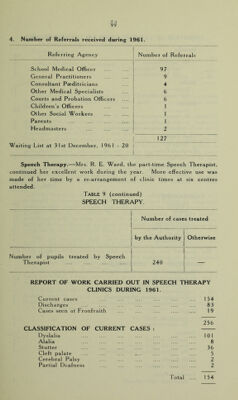 4. Number of Referrals received during 1961.
Referring Agency Number of Referrals
School Medical Officer 97
General Practitioners 9
Consultant Pædiatricians 4
Other Medical Specialists 6
Courts and Probation Officers 6
Children's Officers 1
Other Social Workers 1
Parents 1
Headmasters 2
127
Waiting List at 31st December, 1961 - 20
Speech Therapy.—Mrs. R. E. Ward, the part-time Speech Therapist,
continued her excellent work during the year. More effective use was
made of her time by a re-arrangement of clinic times at six centres
attended.
TABLE 9 (continued)
SPEECH THERAPY.
Number of cases treated
by the Authority Otherwise
Number of pupils treated by Speech
Therapist 240 —
REPORT OF WORK CARRIED OUT IN SPEECH THERAPY
CLINICS DURING 1961.
Current cases 154
Discharges 83
Cases seen at Fronfraith 19
256
CLASSIFICATION OF CURRENT CASES :
Dyslalia 101
Alalia 8
Stutter 36
Cleft palate 5
Cerebral Palsy 2
Partial Deafness 2
Total 154